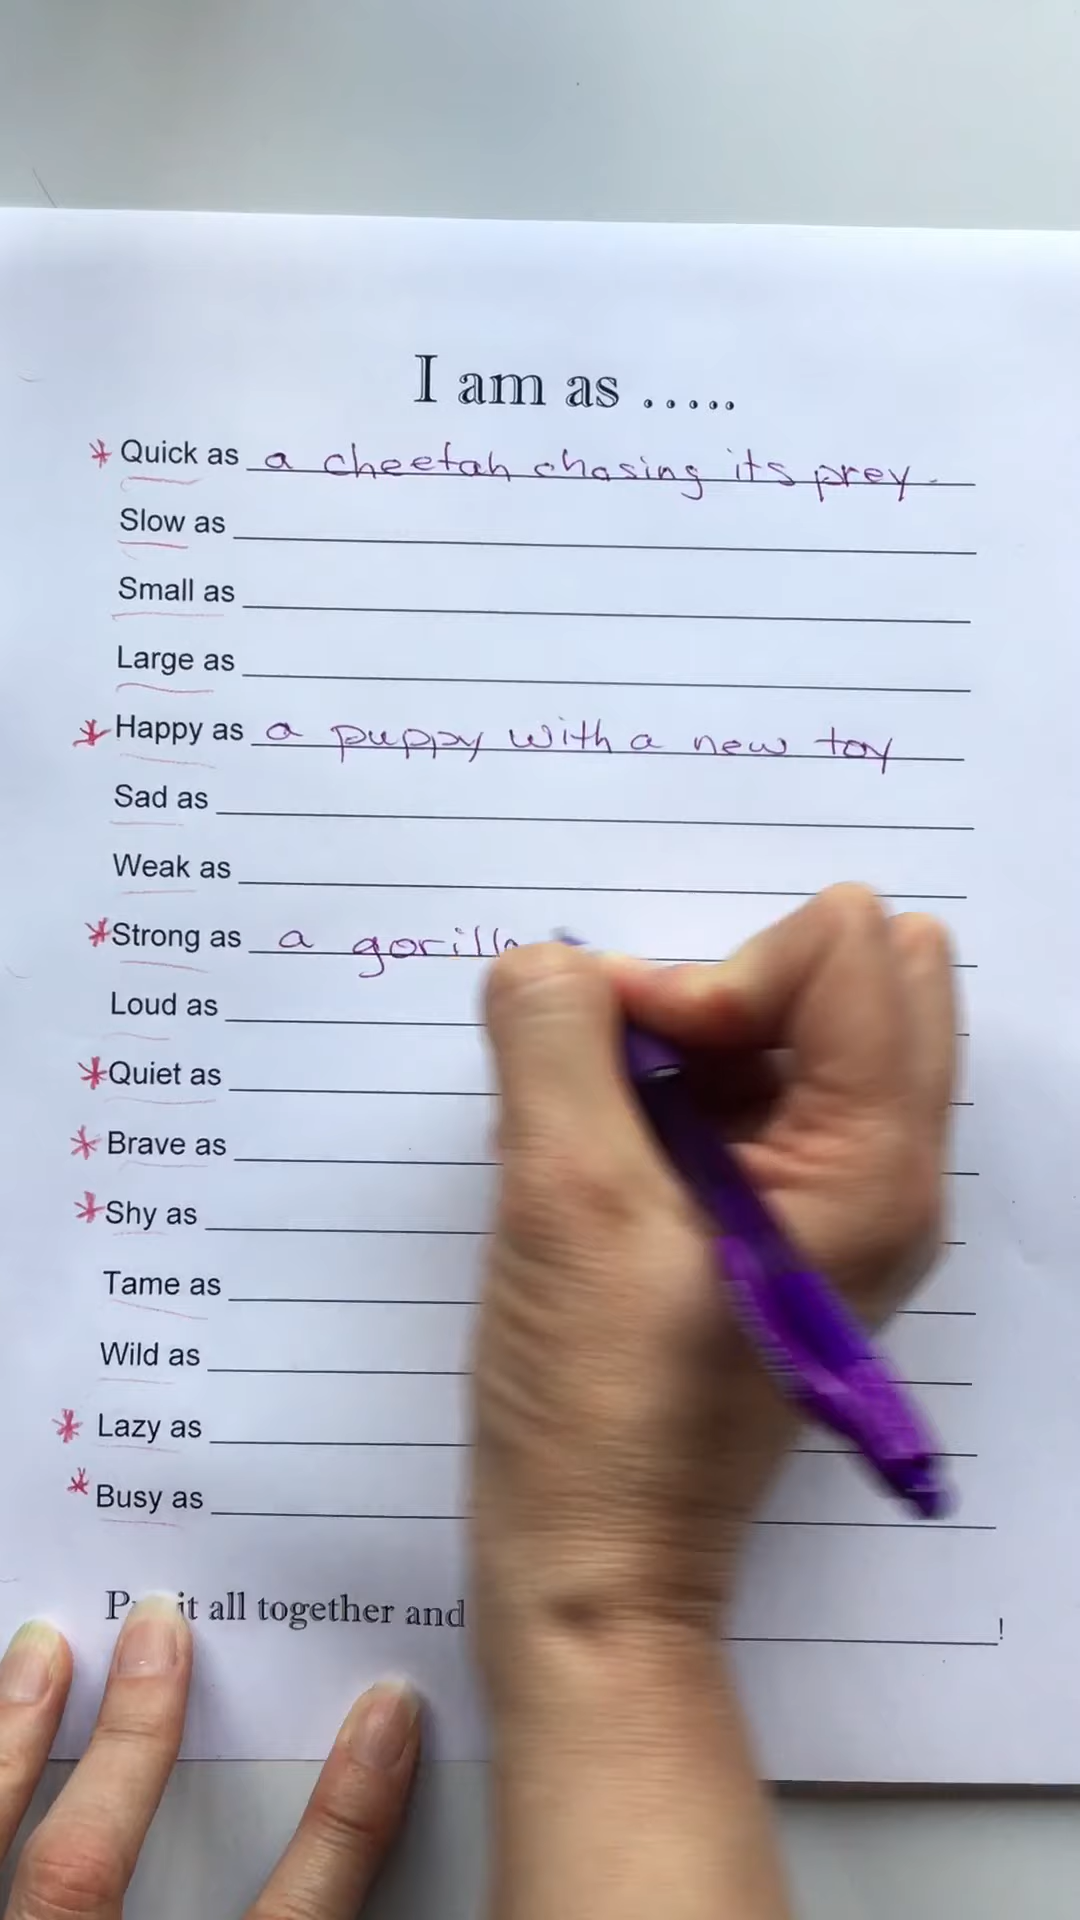 I am as .....
* Quick as a cheetah chasing its prey.
Slow as
Small as
Large as
* Happy as a puppy with a new toy
Sad as
Weak as
* Strong as a
Loud as
* Quiet as
* Brave as
* Shy as
Tame as
Wild as
* Lazy as
* Busy as
it all together and !